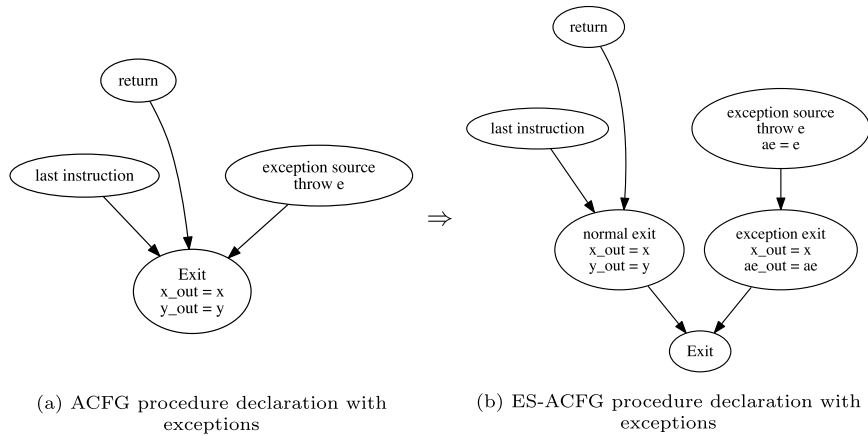 return
last instruction
exception source
throw e
Exit
x_out = x
y_out = y
⇒
return
last instruction
exception source
throw e
ae = e
normal exit
x_out = x
y_out = y
exception exit
x_out = x
ae_out = ae
Exit
(a) ACFG procedure declaration with
exceptions
(b) ES-ACFG procedure declaration with
exceptions